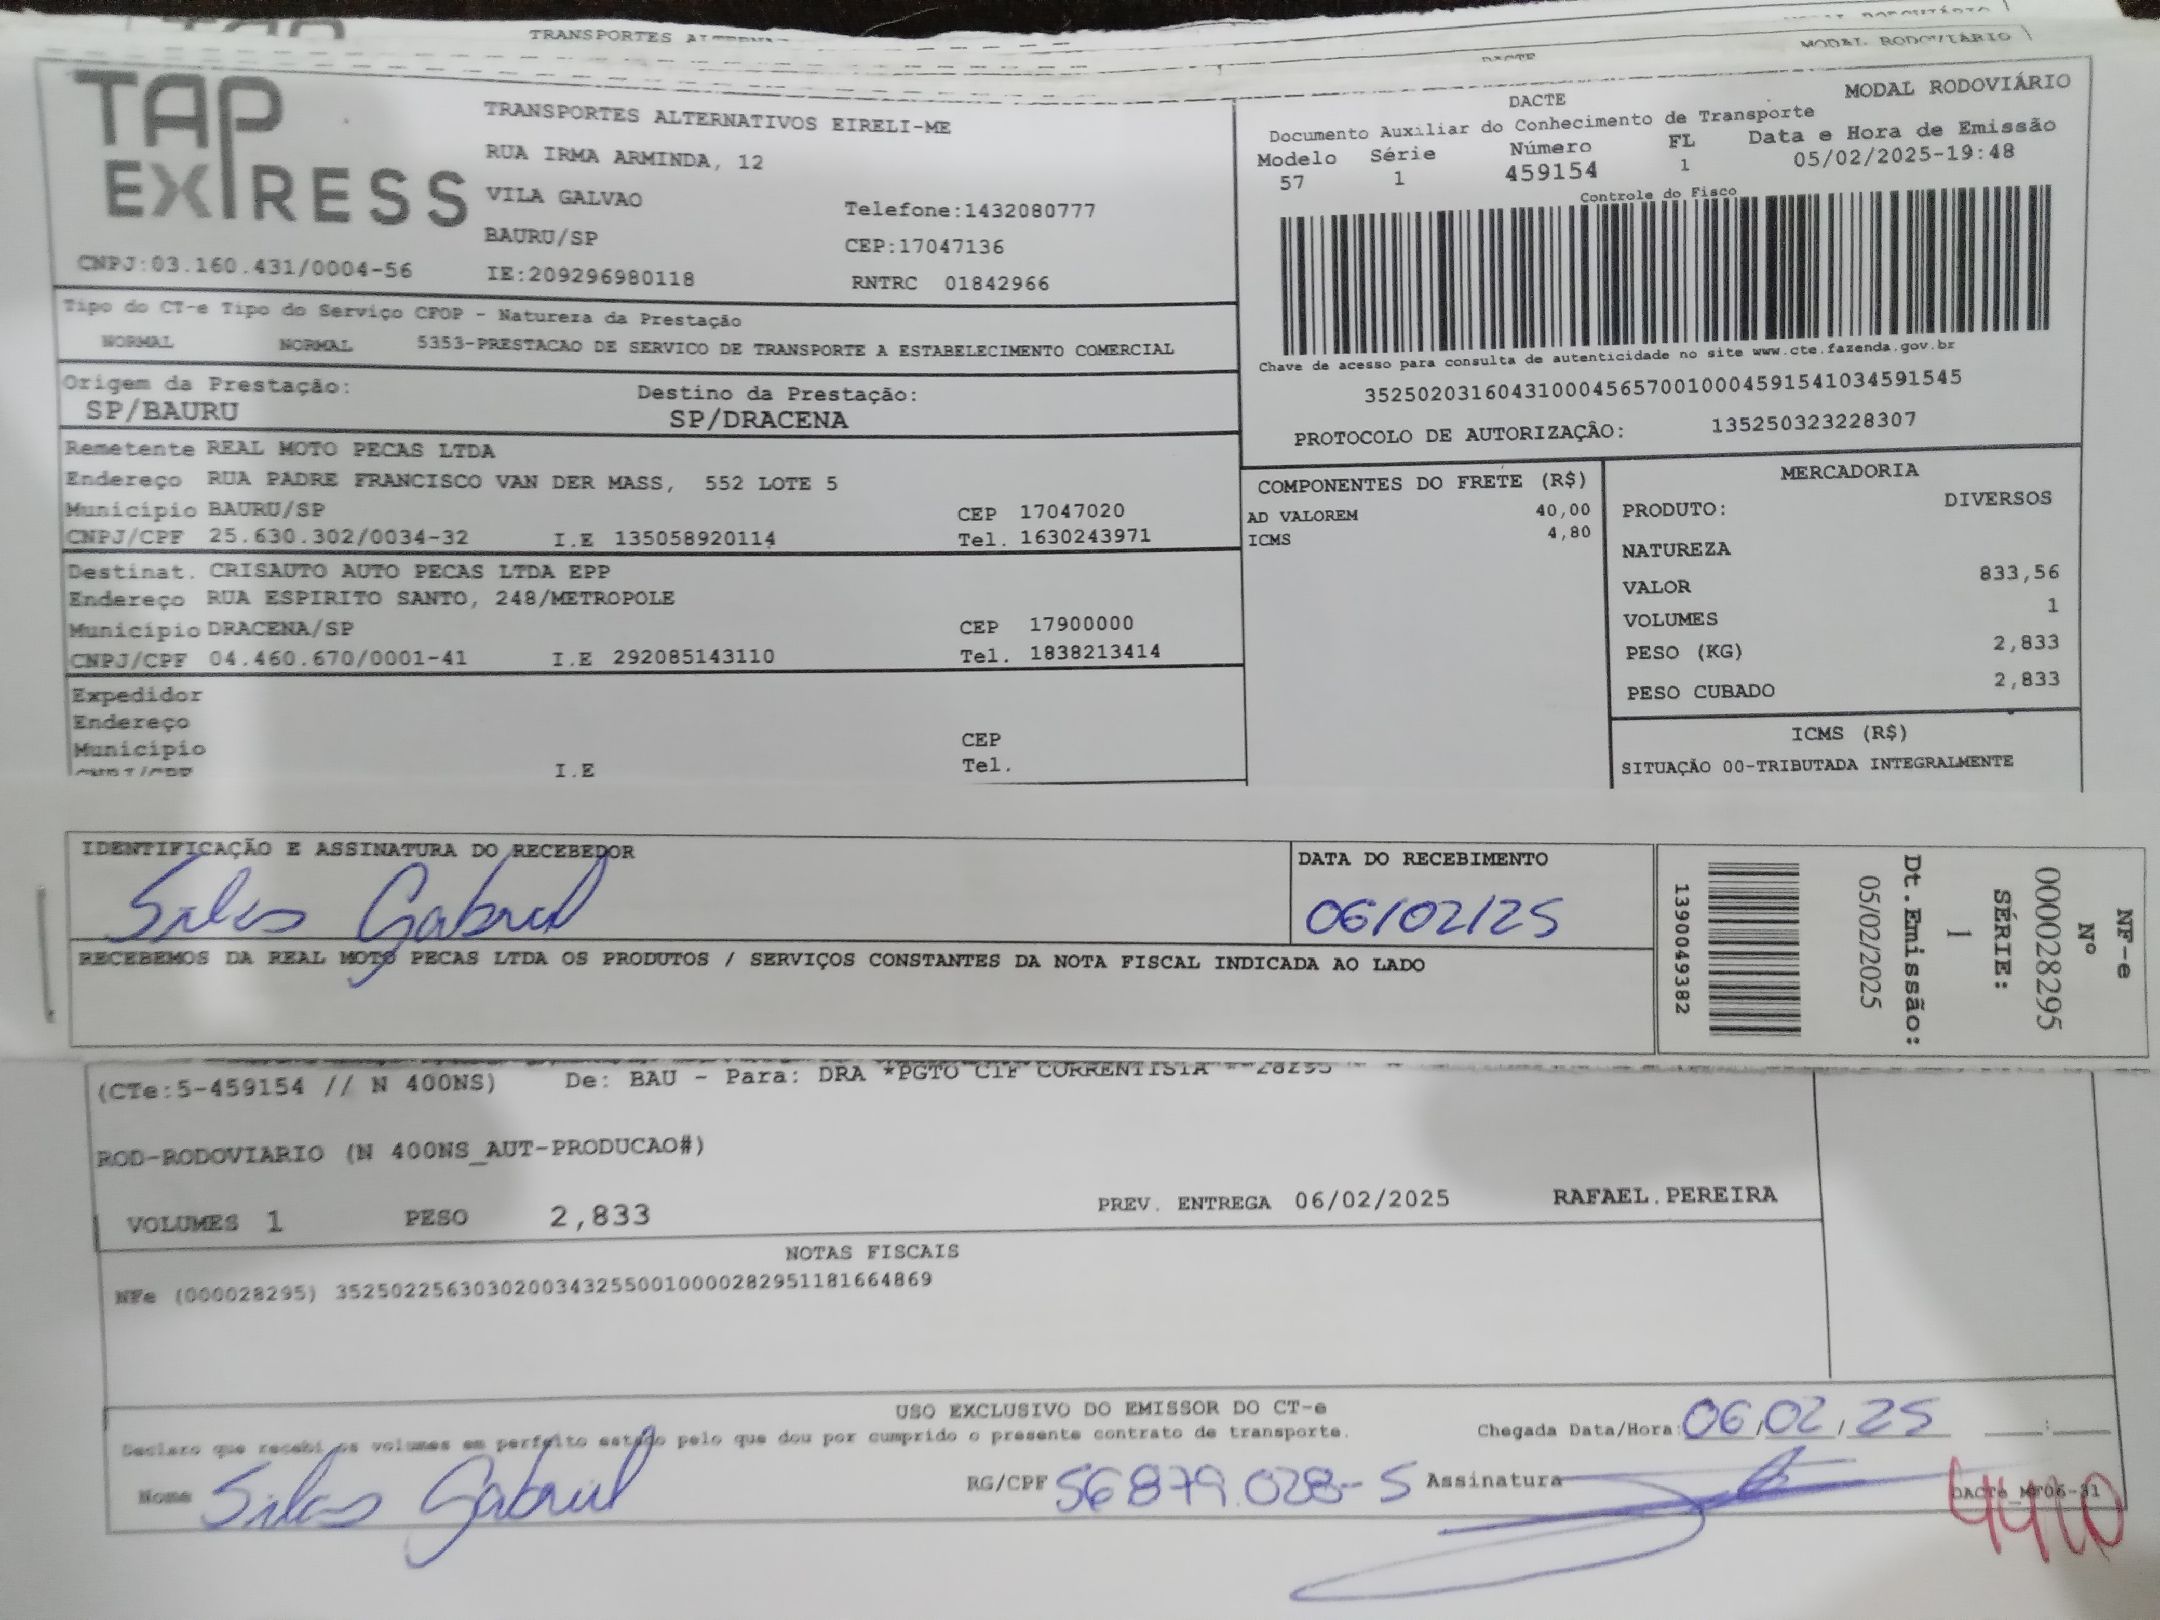 TRANSPORTES
MODAL RODOVIÁRIO
DACTE
TAP EXPRESS
CNPJ:03.160.431/0004-56
TRANSPORTES ALTERNATIVOS EIRELI-ME
RUA IRMA ARMINDA, 12
VILA GALVAO
BAURU/SP
IE:209296980118
Telefone:1432080777
CEP:17047136
RNTRC 01842966
DACTE
MODAL RODOVIÁRIO
Documento Auxiliar do Conhecimento de Transporte
Modelo Série Número FL Data e Hora de Emissão
57 1 459154 1 05/02/2025-19:48
Controle do Fisco
Chave de acesso para consulta de autenticidade no site www.cte.fazenda.gov.br
35250203160431000456570010004591541034591545
PROTOCOLO DE AUTORIZAÇÃO: 135250323228307
Tipo do CT-e Tipo do Serviço CFOP - Natureza da Prestação
NORMAL NORMAL 5353-PRESTACAO DE SERVICO DE TRANSPORTE A ESTABELECIMENTO COMERCIAL
Origem da Prestação: Destino da Prestação:
SP/BAURU SP/DRACENA
Remetente REAL MOTO PECAS LTDA
Endereço RUA PADRE FRANCISCO VAN DER MASS, 552 LOTE 5
Município BAURU/SP CEP 17047020
CNPJ/CPF 25.630.302/0034-32 I.E 135058920114 Tel. 1630243971
Destinat. CRISAUTO AUTO PECAS LTDA EPP
Endereço RUA ESPIRITO SANTO, 248/METROPOLE
Município DRACENA/SP CEP 17900000
CNPJ/CPF 04.460.670/0001-41 I.E 292085143110 Tel. 1838213414
Expedidor
Endereço
Município CEP
CNPJ/CPF I.E Tel.
COMPONENTES DO FRETE (R$)
AD VALOREM 40,00
ICMS 4,80
MERCADORIA
PRODUTO: DIVERSOS
NATUREZA
VALOR 833,56
VOLUMES 1
PESO (KG) 2,833
PESO CUBADO 2,833
ICMS (R$)
SITUAÇÃO 00-TRIBUTADA INTEGRALMENTE
IDENTIFICAÇÃO E ASSINATURA DO RECEBEDOR
Silas Gabriel
DATA DO RECEBIMENTO
06/02/25
RECEBEMOS DA REAL MOTO PECAS LTDA OS PRODUTOS / SERVIÇOS CONSTANTES DA NOTA FISCAL INDICADA AO LADO
NF-e
Nº
000028295
SÉRIE:
1
Dt.Emissão:
05/02/2025
1390049382
(CTe:5-459154 // N 400NS) De: BAU - Para: DRA *PGTO CIF CORRENTISTA * 28295
ROD-RODOVIARIO (N 400NS_AUT-PRODUCAO#)
VOLUMES 1 PESO 2,833 PREV. ENTREGA 06/02/2025 RAFAEL.PEREIRA
NOTAS FISCAIS
NFe (000028295) 35250225630302003432550010000282951181664869
USO EXCLUSIVO DO EMISSOR DO CT-e
Declaro que recebi os volumes em perfeito estado pelo que dou por cumprido o presente contrato de transporte.
Chegada Data/Hora: 06/02/25 :
Nome Silas Gabriel RG/CPF 56879.028-5 Assinatura